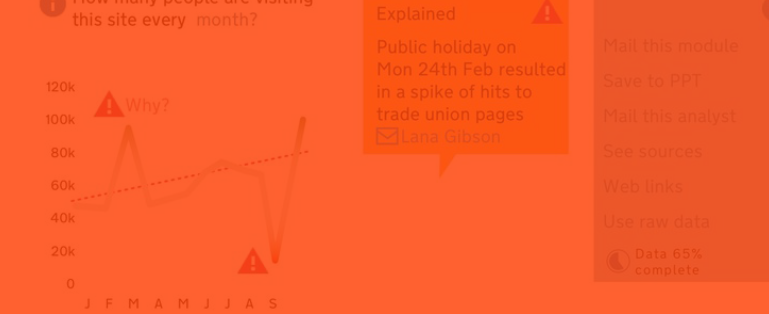 How many people are visiting
this site every month?
120k
Why?
100k
80k
60k
40k
20k
0
J F M A M J J A S
Explained
Public holiday on
Mon 24th Feb resulted
in a spike of hits to
trade union pages
Lana Gibson
Mail this module
Save to PPT
Mail this analyst
See sources
Web links
Use raw data
Data 65%
complete